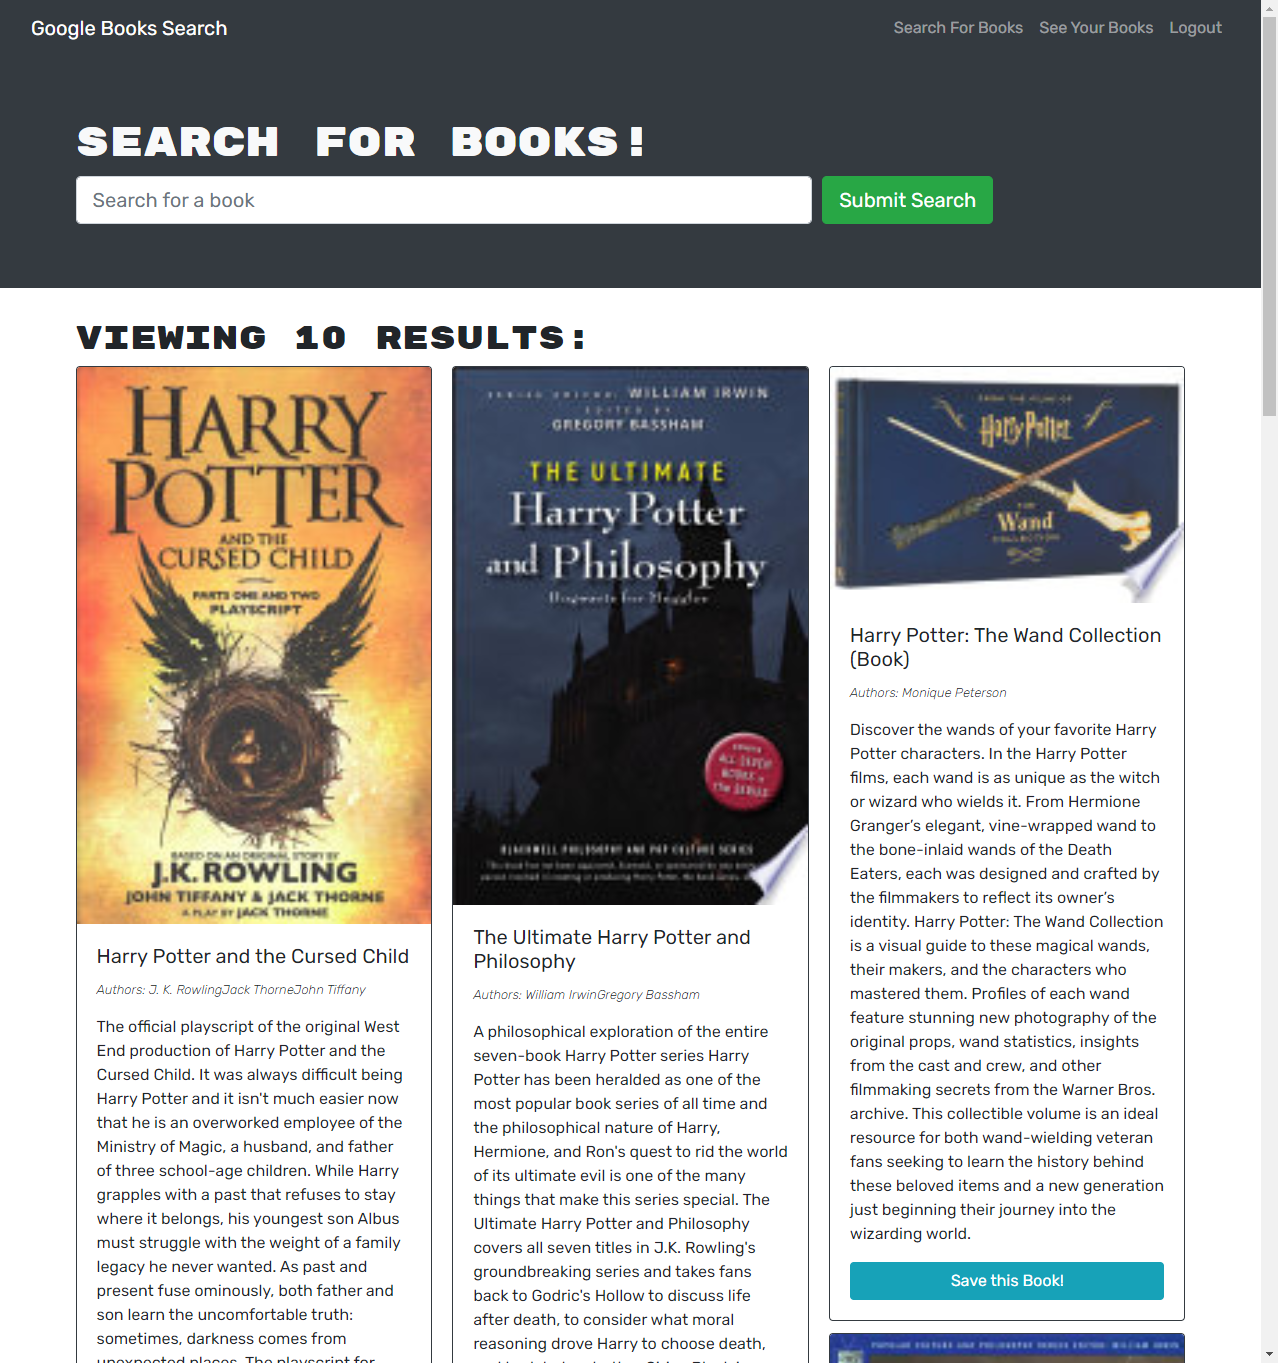 Google Books Search
Search For Books
See Your Books
Logout
SEARCH FOR BOOKS!
Search for a book
Submit Search
VIEWING 10 RESULTS:
HARRY
POTTER
AND THE
CURSED CHILD
PARTS ONE AND TWO
PLAYSCRIPT
BASED ON AN ORIGINAL STORY BY
J.K. ROWLING
JOHN TIFFANY & JACK THORNE
A PLAY BY JACK THORNE
Harry Potter and the Cursed Child
Authors: J. K. RowlingJack ThorneJohn Tiffany
The official playscript of the original West
End production of Harry Potter and the
Cursed Child. It was always difficult being
Harry Potter and it isn't much easier now
that he is an overworked employee of the
Ministry of Magic, a husband, and father
of three school-age children. While Harry
grapples with a past that refuses to stay
where it belongs, his youngest son Albus
must struggle with the weight of a family
legacy he never wanted. As past and
present fuse ominously, both father and
son learn the uncomfortable truth:
sometimes, darkness comes from
unexpected places. The playscript for
SERIES EDITOR: WILLIAM IRWIN
EDITED BY
GREGORY BASSHAM
THE ULTIMATE
Harry Potter
and Philosophy
Hogwarts for Muggles
BLACKWELL PHILOSOPHY AND POP CULTURE SERIES
The Ultimate Harry Potter and
Philosophy
Authors: William IrwinGregory Bassham
A philosophical exploration of the entire
seven-book Harry Potter series Harry
Potter has been heralded as one of the
most popular book series of all time and
the philosophical nature of Harry,
Hermione, and Ron's quest to rid the world
of its ultimate evil is one of the many
things that make this series special. The
Ultimate Harry Potter and Philosophy
covers all seven titles in J.K. Rowling's
groundbreaking series and takes fans
back to Godric's Hollow to discuss life
after death, to consider what moral
reasoning drove Harry to choose death,
FROM THE FILMS OF
Harry Potter
THE
Wand
COLLECTION
Harry Potter: The Wand Collection
(Book)
Authors: Monique Peterson
Discover the wands of your favorite Harry
Potter characters. In the Harry Potter
films, each wand is as unique as the witch
or wizard who wields it. From Hermione
Granger’s elegant, vine-wrapped wand to
the bone-inlaid wands of the Death
Eaters, each was designed and crafted by
the filmmakers to reflect its owner’s
identity. Harry Potter: The Wand Collection
is a visual guide to these magical wands,
their makers, and the characters who
mastered them. Profiles of each wand
feature stunning new photography of the
original props, wand statistics, insights
from the cast and crew, and other
filmmaking secrets from the Warner Bros.
archive. This collectible volume is an ideal
resource for both wand-wielding veteran
fans seeking to learn the history behind
these beloved items and a new generation
just beginning their journey into the
wizarding world.
Save this Book!